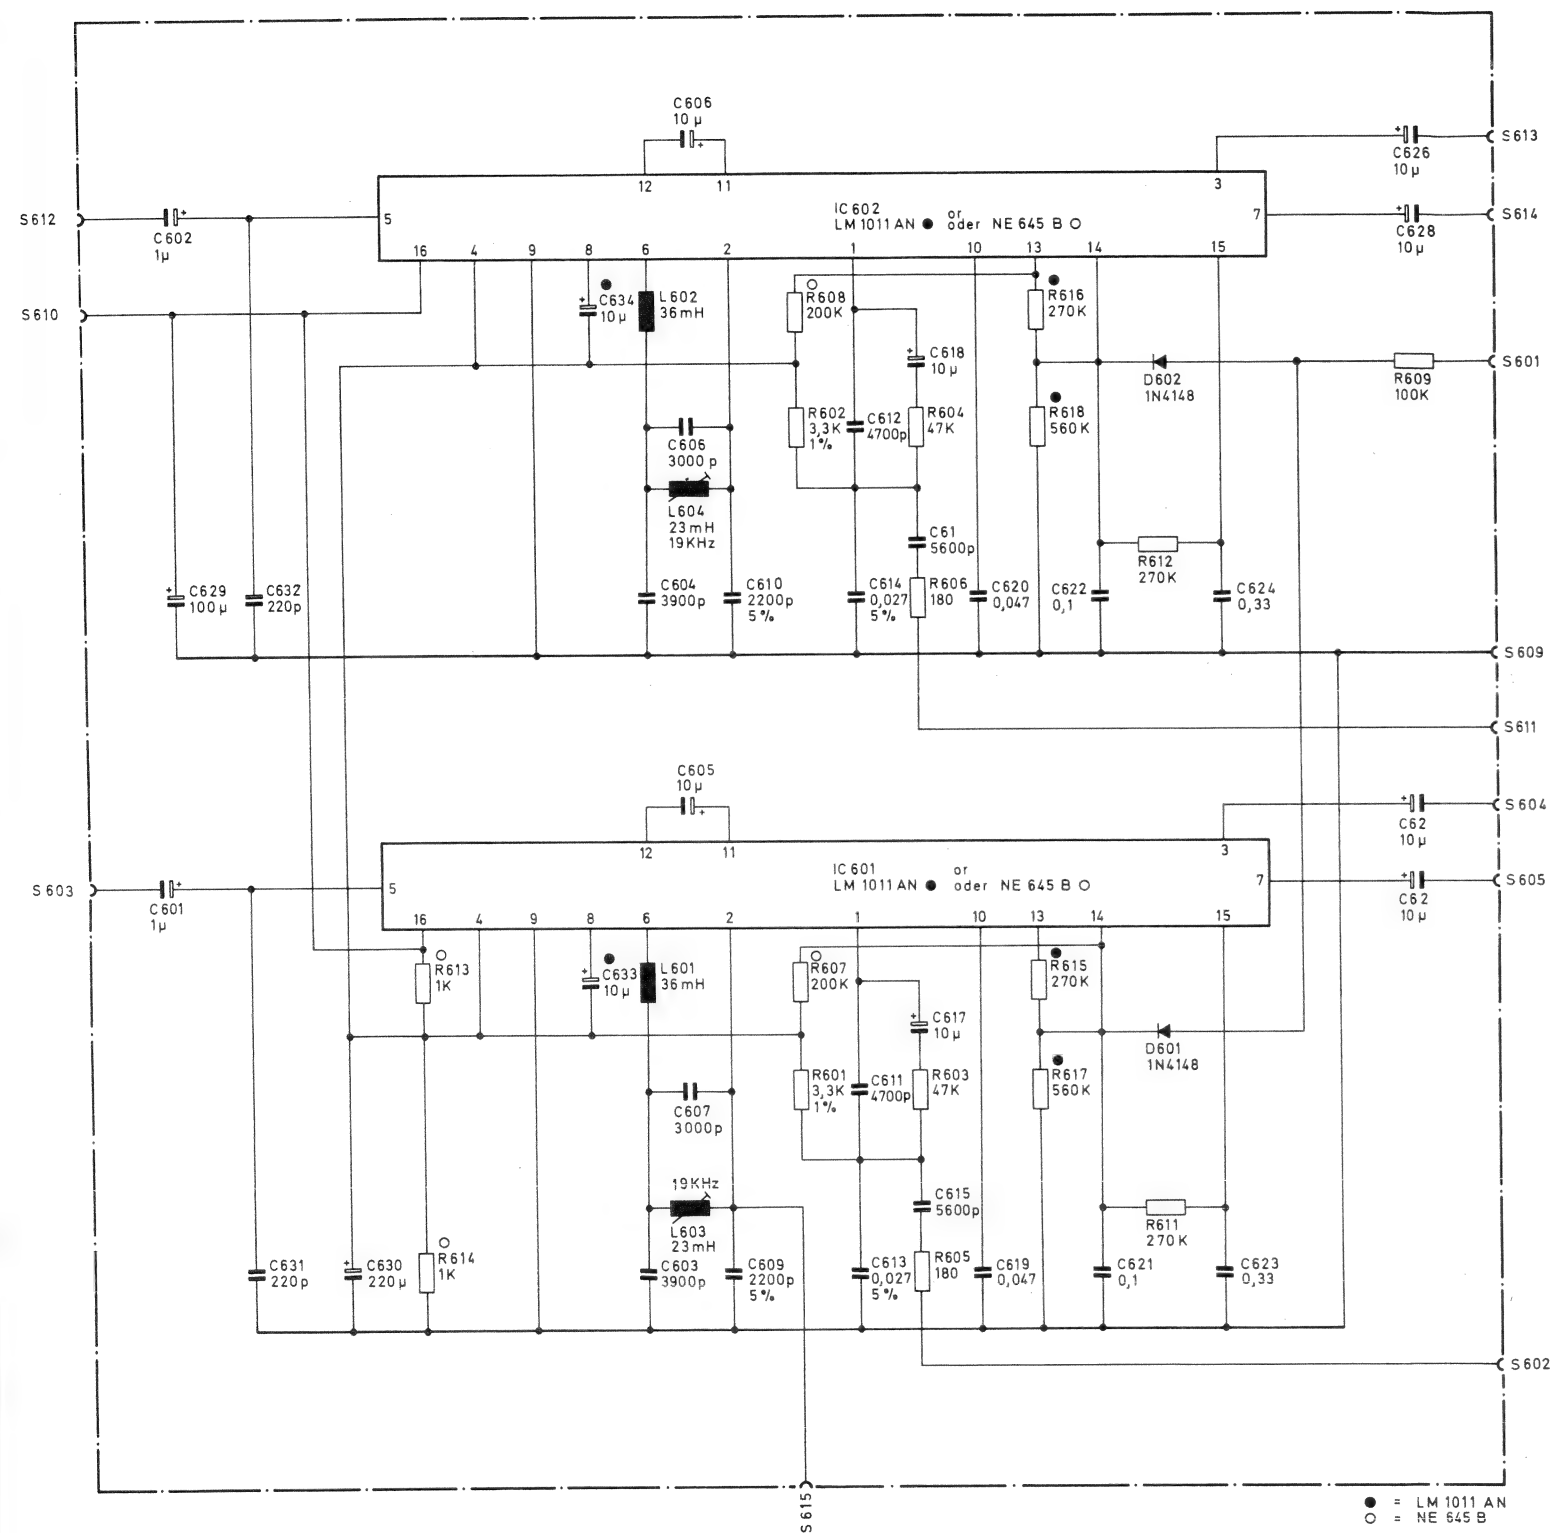 C606
10 µ
S613
C626
10 µ
12
11
3
S612
C602
1µ
5
IC602
LM 1011 AN ● or oder NE 645 B ○
7
S614
C628
10 µ
16
4
9
8
6
2
1
10
13
14
15
S610
C634
10 µ
L602
36mH
R608
200K
R616
270K
C618
10 µ
D602
1N4148
R609
100K
S601
R602
3,3K
1%
C612
4700p
R604
47K
R618
560K
C606
3000 p
L604
23mH
19KHz
C61
5600p
R612
270K
C629
100 µ
C632
220p
C604
3900p
C610
2200p
5%
C614
0,027
5%
R606
180
C620
0,047
C622
0,1
C624
0,33
S609
S611
C605
10 µ
S604
C62
10 µ
12
11
3
S603
C601
1µ
5
IC601
LM 1011 AN ● or oder NE 645 B ○
7
S605
C62
10 µ
16
4
9
8
6
2
1
10
13
14
15
R613
1K
C633
10 µ
L601
36mH
R607
200K
R615
270K
C617
10 µ
D601
1N4148
R601
3,3K
1%
C611
4700p
R603
47K
R617
560K
C607
3000p
19KHz
L603
23mH
C615
5600p
R611
270K
C631
220p
C630
220µ
R614
1K
C603
3900p
C609
2200p
5%
C613
0,027
5%
R605
180
C619
0,047
C621
0,1
C623
0,33
S602
S615
● = LM 1011 AN
○ = NE 645 B